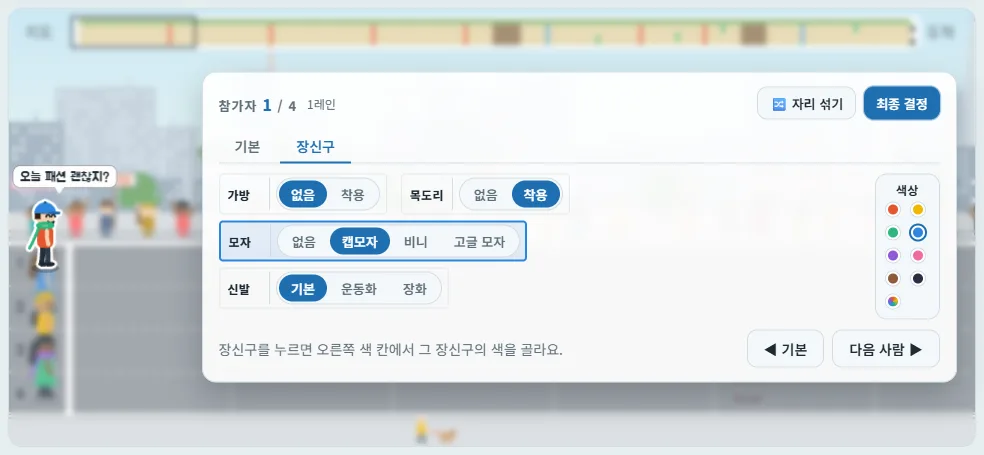 참가자 1 / 4 1레인
자리 섞기
최종 결정
기본 장신구
가방 없음 착용
목도리 없음 착용
색상
오늘 패션 괜찮지?
모자 없음 캡모자 비니 고글 모자
신발 기본 운동화 장화
장신구를 누르면 오른쪽 색 칸에서 그 장신구의 색을 골라요.
◀ 기본
다음 사람 ▶